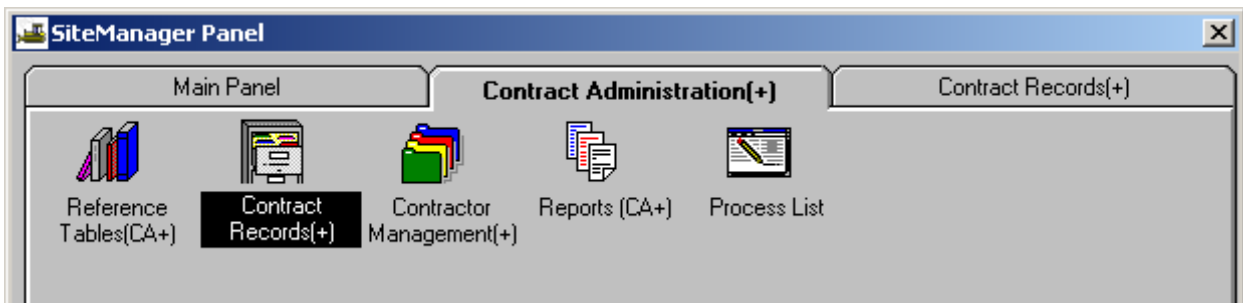 SiteManager Panel
Main Panel
Contract Administration(+)
Contract Records(+)
Reference
Tables(CA+)
Contract
Records(+)
Contractor
Management(+)
Reports (CA+)
Process List